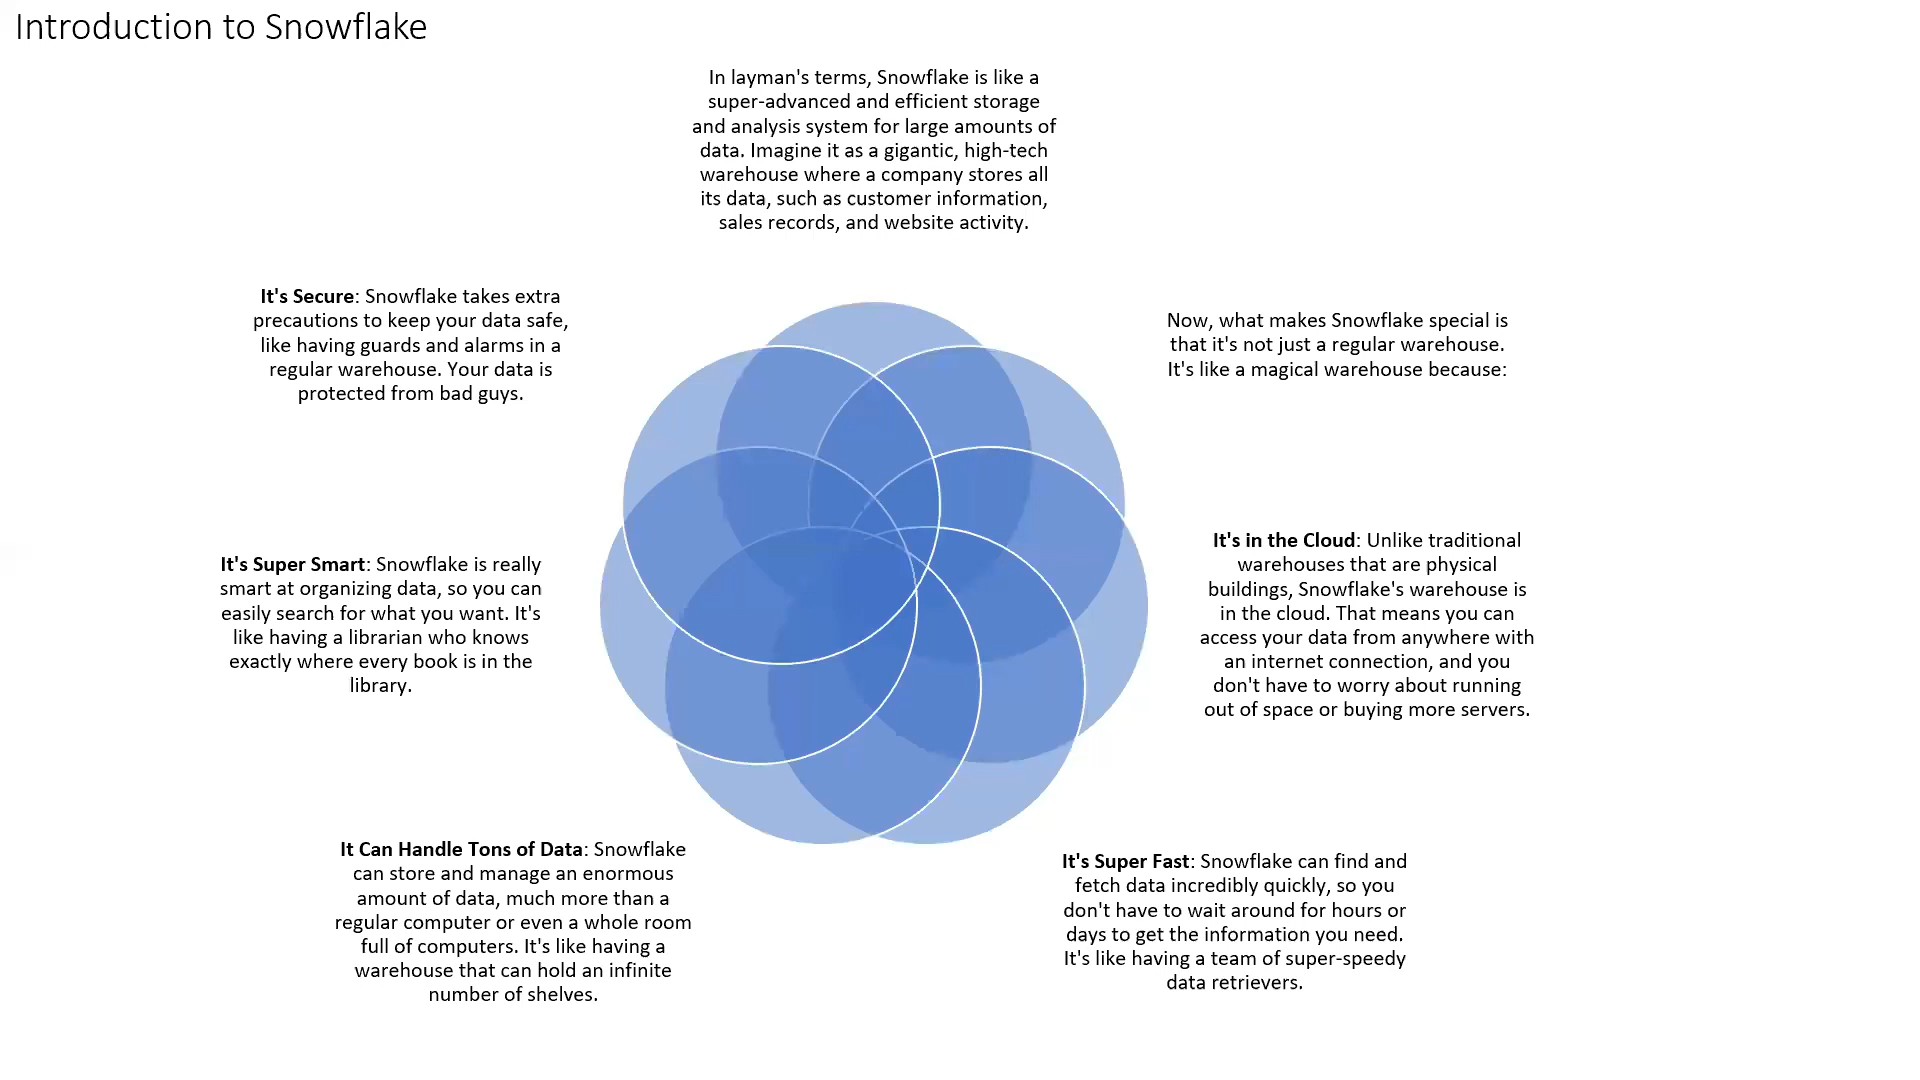 Introduction to Snowflake
In layman's terms, Snowflake is like a
super-advanced and efficient storage
and analysis system for large amounts of
data. Imagine it as a gigantic, high-tech
warehouse where a company stores all
its data, such as customer information,
sales records, and website activity.
Now, what makes Snowflake special is
that it's not just a regular warehouse.
It's like a magical warehouse because:
It's in the Cloud: Unlike traditional
warehouses that are physical
buildings, Snowflake's warehouse is
in the cloud. That means you can
access your data from anywhere with
an internet connection, and you
don't have to worry about running
out of space or buying more servers.
It's Super Fast: Snowflake can find and
fetch data incredibly quickly, so you
don't have to wait around for hours or
days to get the information you need.
It's like having a team of super-speedy
data retrievers.
It Can Handle Tons of Data: Snowflake
can store and manage an enormous
amount of data, much more than a
regular computer or even a whole room
full of computers. It's like having a
warehouse that can hold an infinite
number of shelves.
It's Super Smart: Snowflake is really
smart at organizing data, so you can
easily search for what you want. It's
like having a librarian who knows
exactly where every book is in the
library.
It's Secure: Snowflake takes extra
precautions to keep your data safe,
like having guards and alarms in a
regular warehouse. Your data is
protected from bad guys.